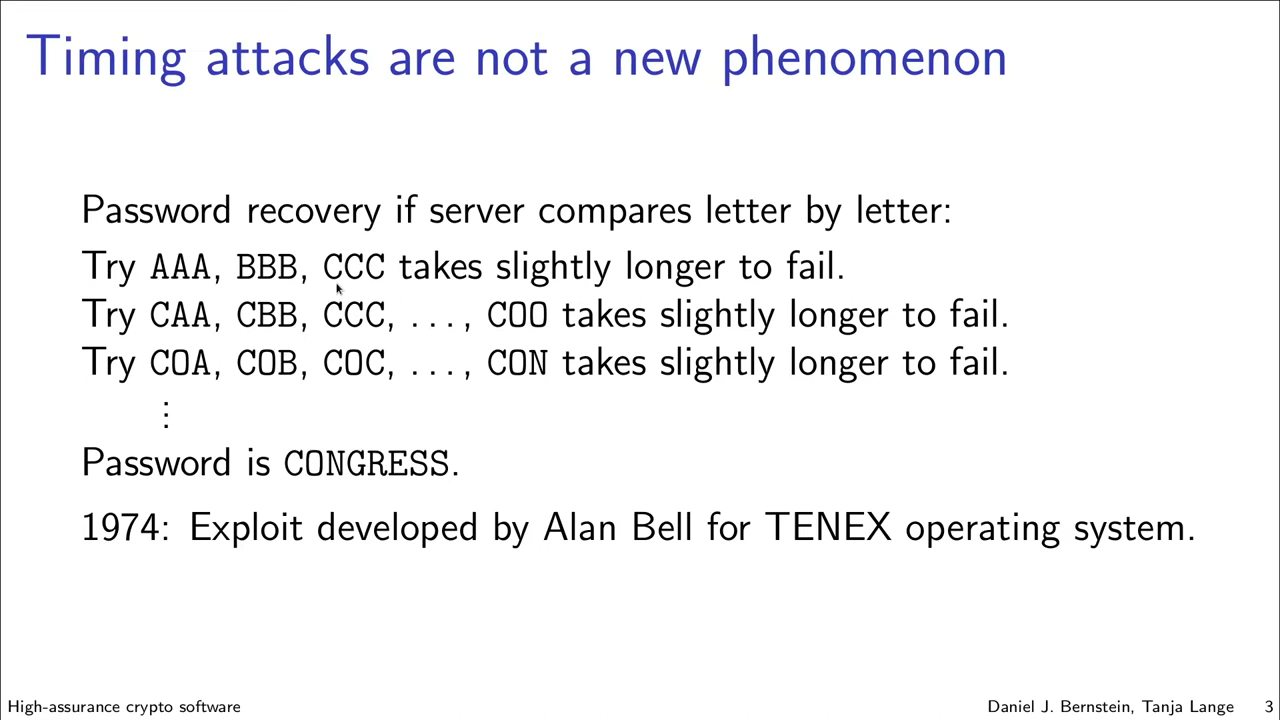 Timing attacks are not a new phenomenon
Password recovery if server compares letter by letter:
Try AAA, BBB, CCC takes slightly longer to fail.
Try CAA, CBB, CCC, ..., COO takes slightly longer to fail.
Try COA, COB, COC, ..., CON takes slightly longer to fail.
⋮
Password is CONGRESS.
1974: Exploit developed by Alan Bell for TENEX operating system.
High-assurance crypto software
Daniel J. Bernstein, Tanja Lange 3